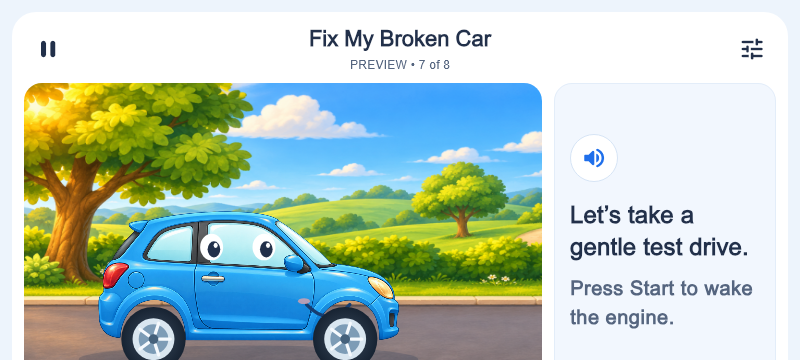 Fix My Broken Car
PREVIEW • 7 of 8
Let’s take a
gentle test drive.
Press Start to wake
the engine.